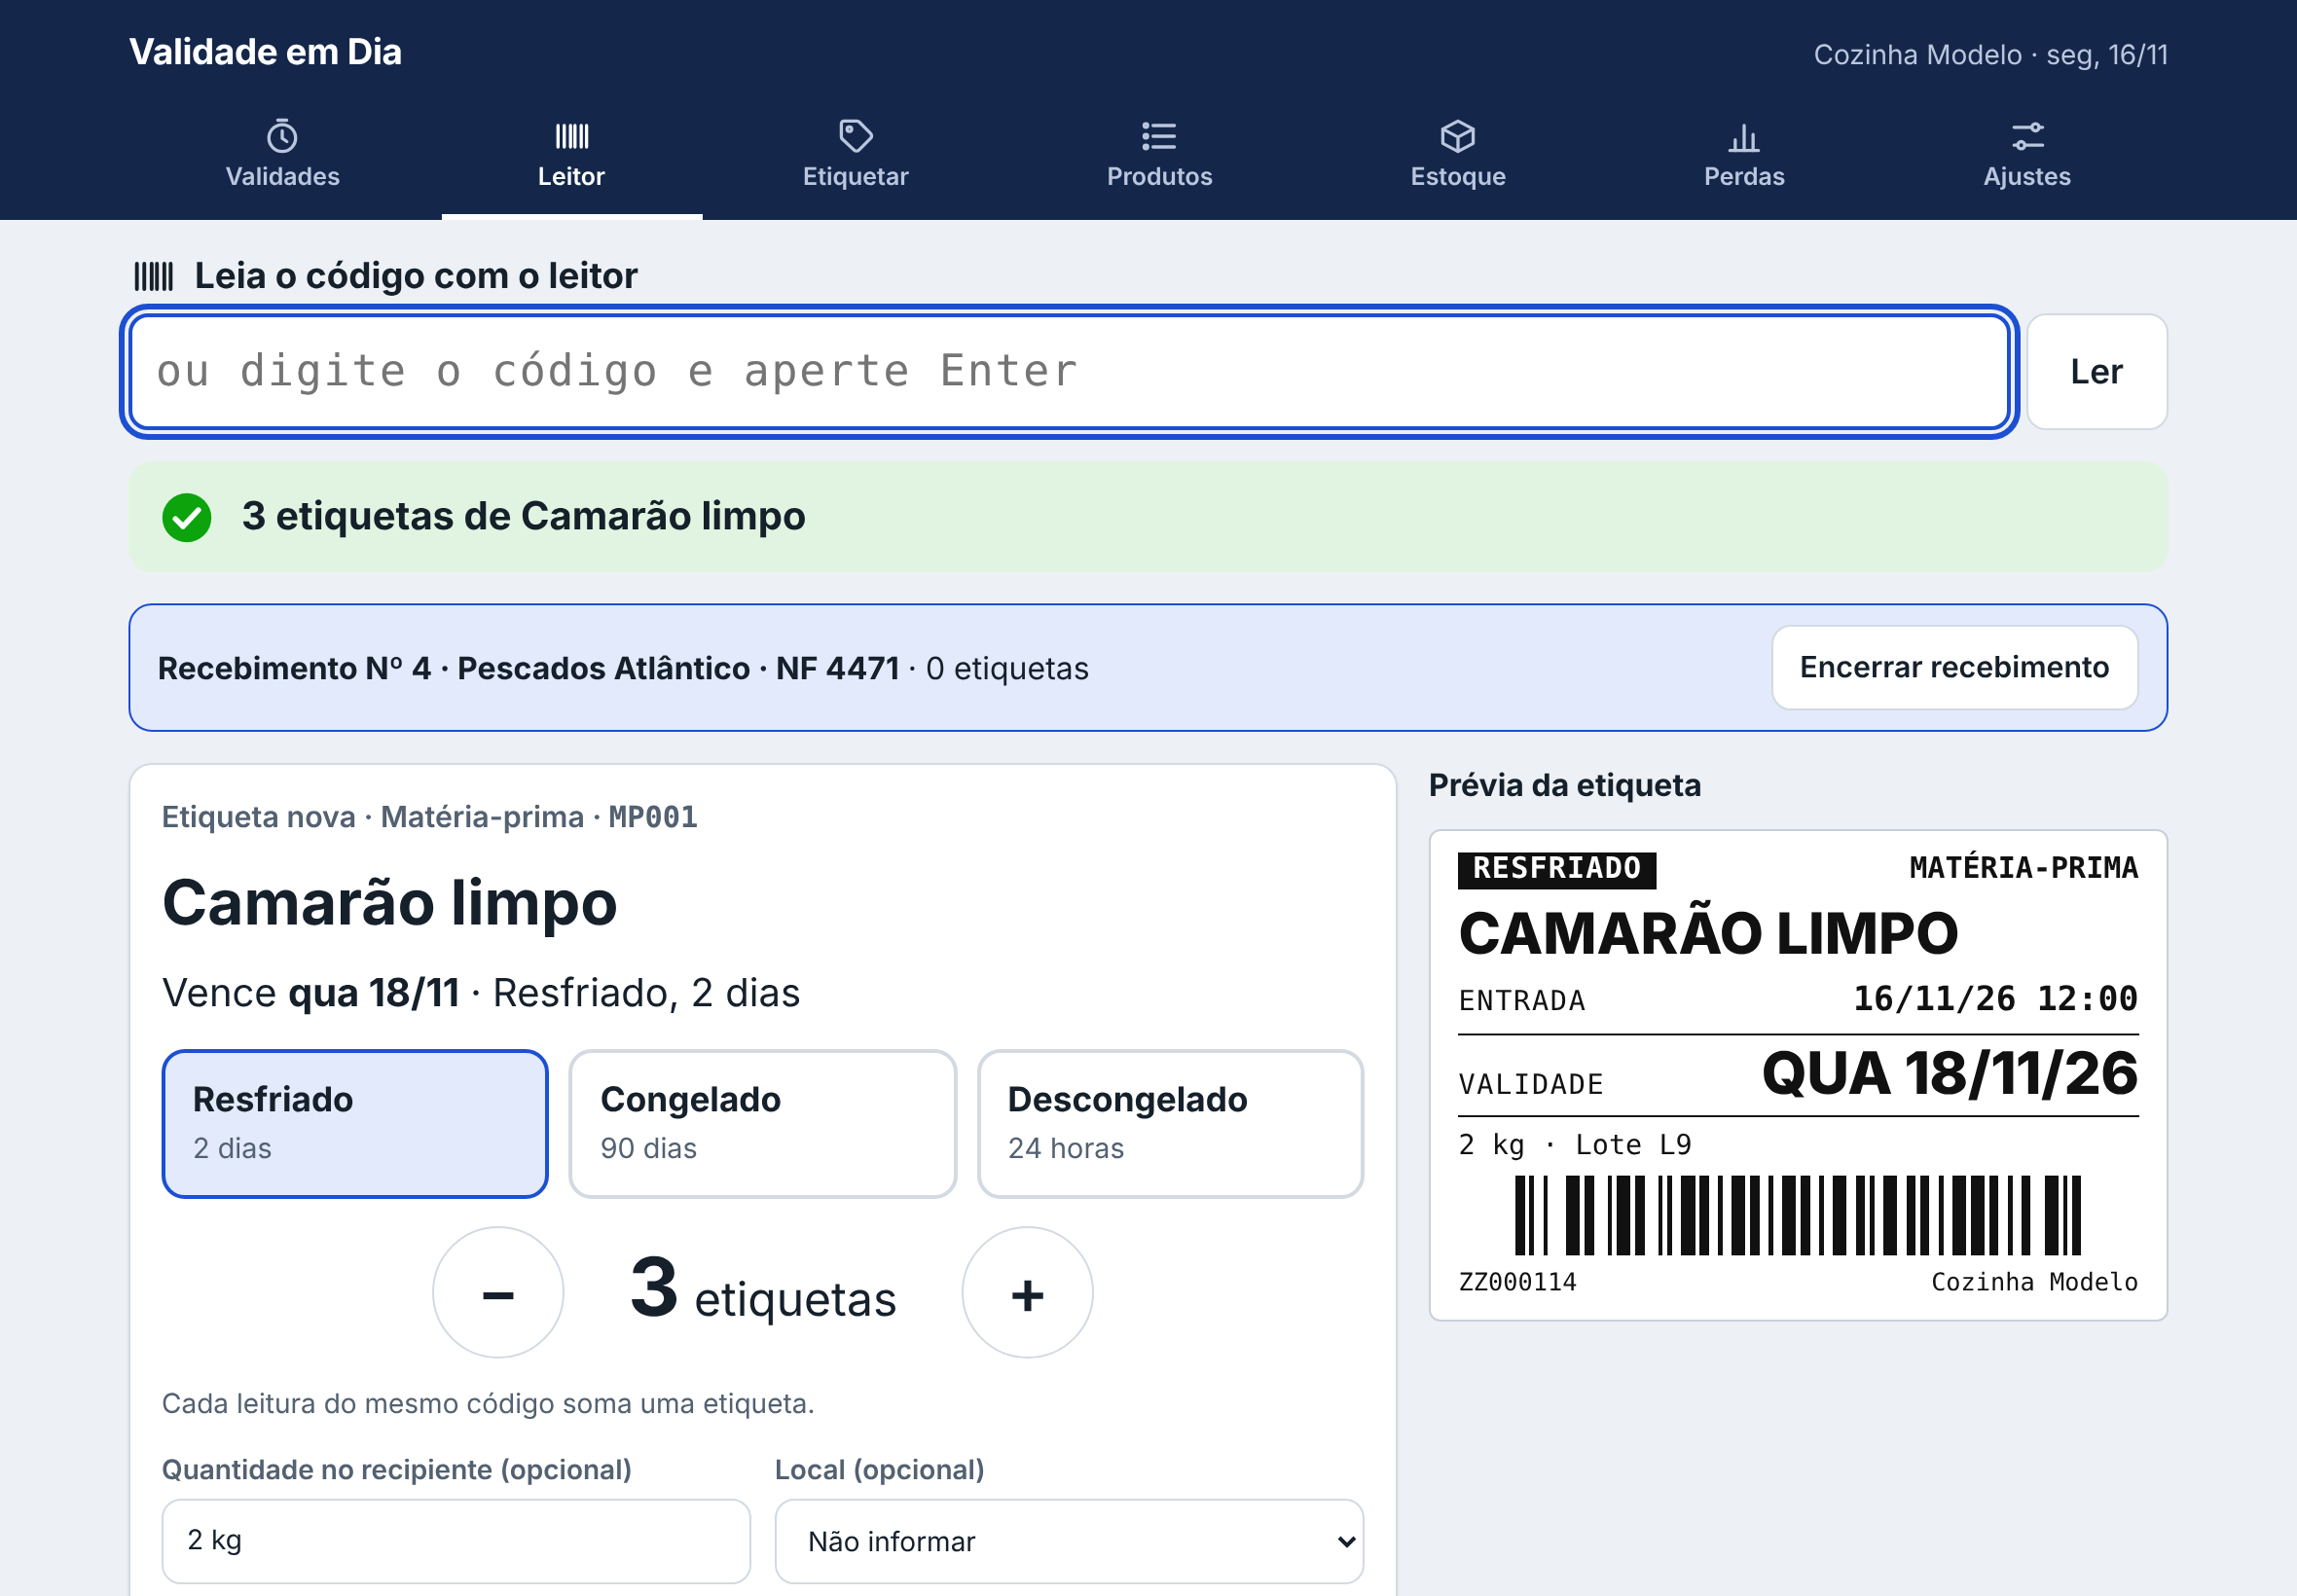 Validade em Dia
Cozinha Modelo · seg, 16/11
Validades
Leitor
Etiquetar
Produtos
Estoque
Perdas
Ajustes
Leia o código com o leitor
ou digite o código e aperte Enter
Ler
3 etiquetas de Camarão limpo
Recebimento Nº 4 · Pescados Atlântico · NF 4471 · 0 etiquetas
Encerrar recebimento
Etiqueta nova · Matéria-prima · MP001
Camarão limpo
Vence qua 18/11 · Resfriado, 2 dias
Resfriado
2 dias
Congelado
90 dias
Descongelado
24 horas
− 3 etiquetas +
Cada leitura do mesmo código soma uma etiqueta.
Quantidade no recipiente (opcional)
2 kg
Local (opcional)
Não informar
Prévia da etiqueta
RESFRIADO
MATÉRIA-PRIMA
CAMARÃO LIMPO
ENTRADA 16/11/26 12:00
VALIDADE QUA 18/11/26
2 kg · Lote L9
ZZ000114
Cozinha Modelo